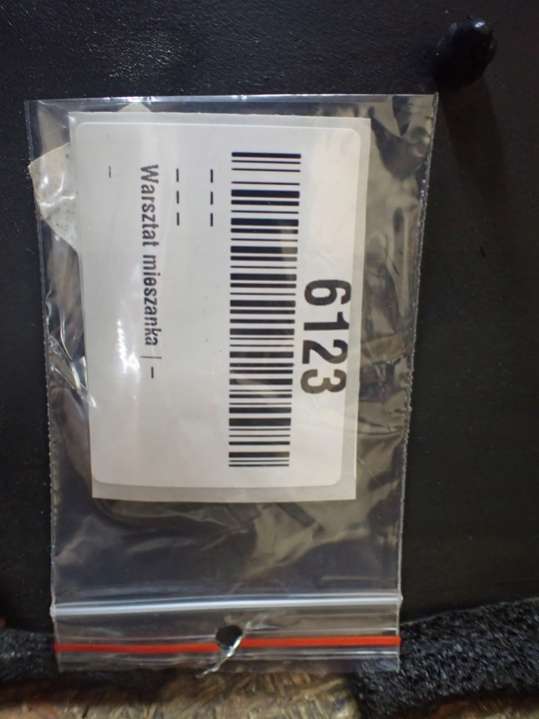 6123
- - -
- - -
Warsztat mieszanka | -
-